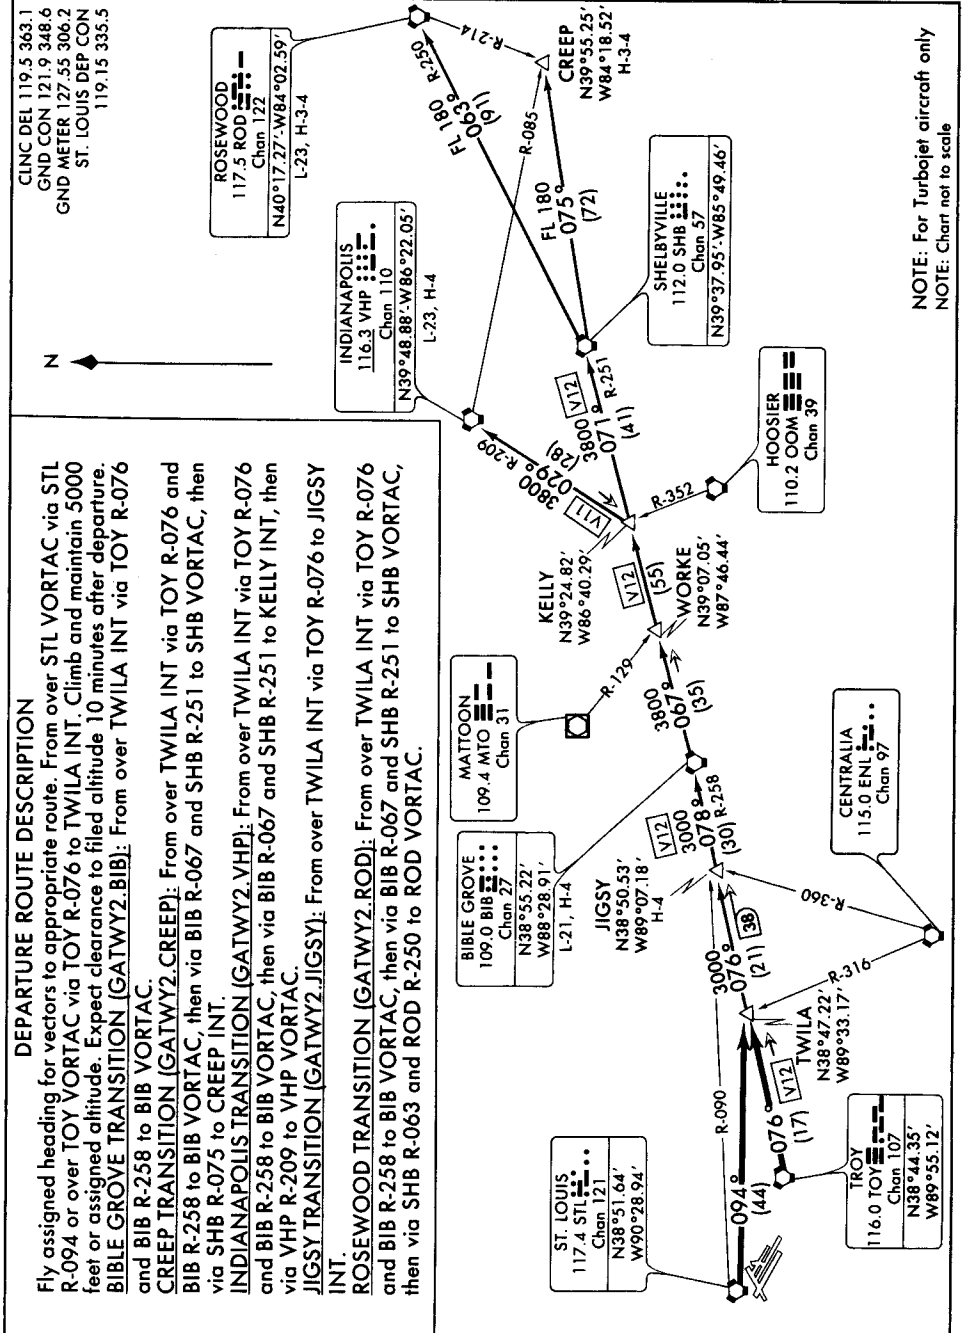 CLNC DEL 119.5 363.1
GND CON 121.9 348.6
GND METER 127.55 306.2
ST. LOUIS DEP CON
119.15 335.5
DEPARTURE ROUTE DESCRIPTION
Fly assigned heading for vectors to appropriate route. From over STL VORTAC via STL
R-094 or over TOY VORTAC via TOY R-076 to TWILA INT. Climb and maintain 5000
feet or assigned altitude. Expect clearance to filed altitude 10 minutes after departure.
BIBLE GROVE TRANSITION (GATWY2.BIB): From over TWILA INT via TOY R-076
and BIB R-258 to BIB VORTAC.
CREEP TRANSITION (GATWY2.CREEP): From over TWILA INT via TOY R-076 and
BIB R-258 to BIB VORTAC, then via BIB R-067 and SHB R-251 to SHB VORTAC, then
via SHB R-075 to CREEP INT.
INDIANAPOLIS TRANSITION (GATWY2.VHP): From over TWILA INT via TOY R-076
and BIB R-258 to BIB VORTAC, then via BIB R-067 and SHB R-251 to KELLY INT, then
via VHP R-209 to VHP VORTAC.
JIGSY TRANSITION (GATWY2.JIGSY): From over TWILA INT via TOY R-076 to JIGSY
INT.
ROSEWOOD TRANSITION (GATWY2.ROD): From over TWILA INT via TOY R-076
and BIB R-258 to BIB VORTAC, then via BIB R-067 and SHB R-251 to SHB VORTAC,
then via SHB R-063 and ROD R-250 to ROD VORTAC.
N
ROSEWOOD
117.5 ROD
Chan 122
N40°17.27'-W84°02.59'
L-23, H-3-4
R-250
R-214
CREEP
N39°55.25'
W84°18.52'
H-3-4
FL 180
063°
(91)
R-085
FL 180
075°
(72)
INDIANAPOLIS
116.3 VHP
Chan 110
N39°48.88'-W86°22.05'
L-23, H-4
SHELBYVILLE
112.0 SHB
Chan 57
N39°37.95'-W85°49.46'
R-209
3800
029°
(28)
V11
3800
V12
071°
R-251
(41)
KELLY
N39°24.82'
W86°40.29'
R-352
HOOSIER
110.2 OOM
Chan 39
V12
(55)
WORKE
N39°07.05'
W87°46.44'
MATTOON
109.4 MTO
Chan 31
R-129
3800
067°
(35)
BIBLE GROVE
109.0 BIB
Chan 27
N38°55.22'
W88°28.91'
L-21, H-4
V12
3000
078°
R-258
(30)
JIGSY
N38°50.53'
W89°07.18'
H-4
CENTRALIA
115.0 ENL
Chan 97
R-360
R-316
3000
076°
(21)
38
TWILA
N38°47.22'
W89°33.17'
R-090
V12
ST. LOUIS
117.4 STL
Chan 121
N38°51.64'
W90°28.94'
094°
(44)
076°
(17)
TROY
116.0 TOY
Chan 107
N38°44.35'
W89°55.12'
NOTE: For Turbojet aircraft only
NOTE: Chart not to scale